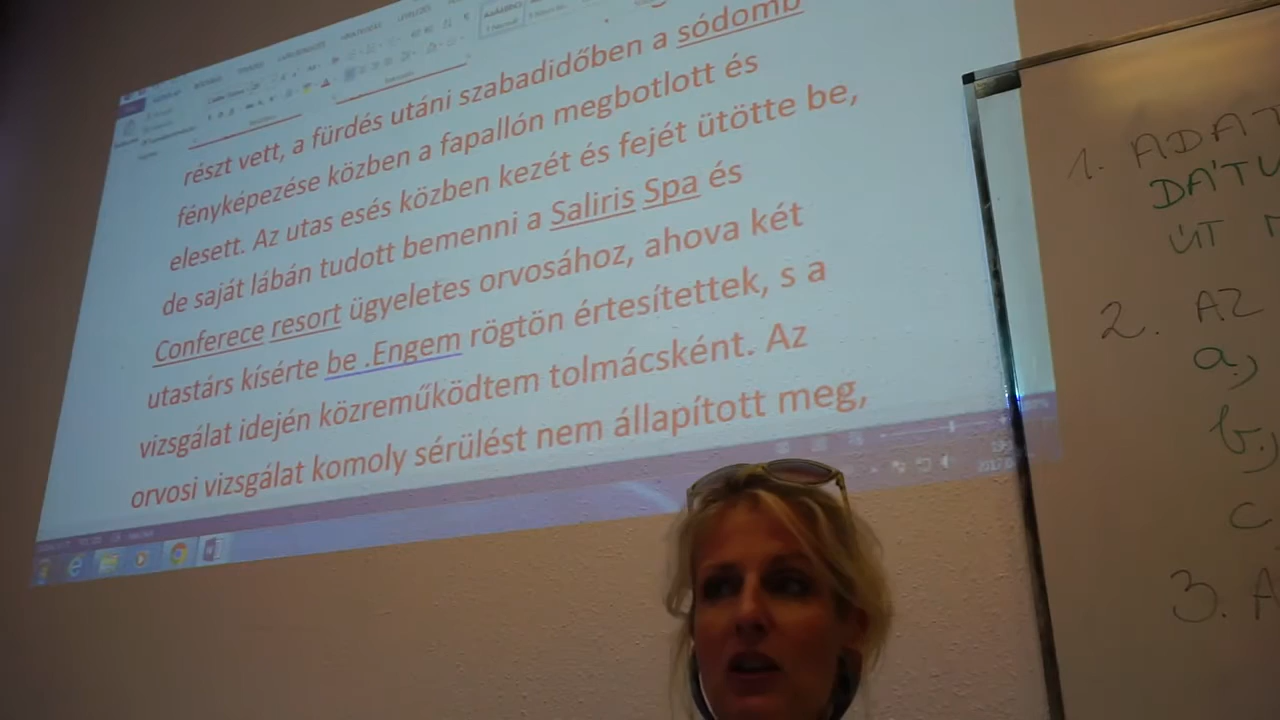 részt vett, a fürdés utáni szabadidőben a sódomb
fényképezése közben a fapallón megbotlott és
elesett. Az utas esés közben kezét és fejét ütötte be,
de saját lábán tudott bemenni a Saliris Spa és
Conferece resort ügyeletes orvosához, ahova két
utastárs kísérte be .Engem rögtön értesítettek, s a
vizsgálat idején közreműködtem tolmácsként. Az
orvosi vizsgálat komoly sérülést nem állapított meg,
1. ADAT
DÁTU
ÚT
2. AZ
a.,
b.,
c
3. A